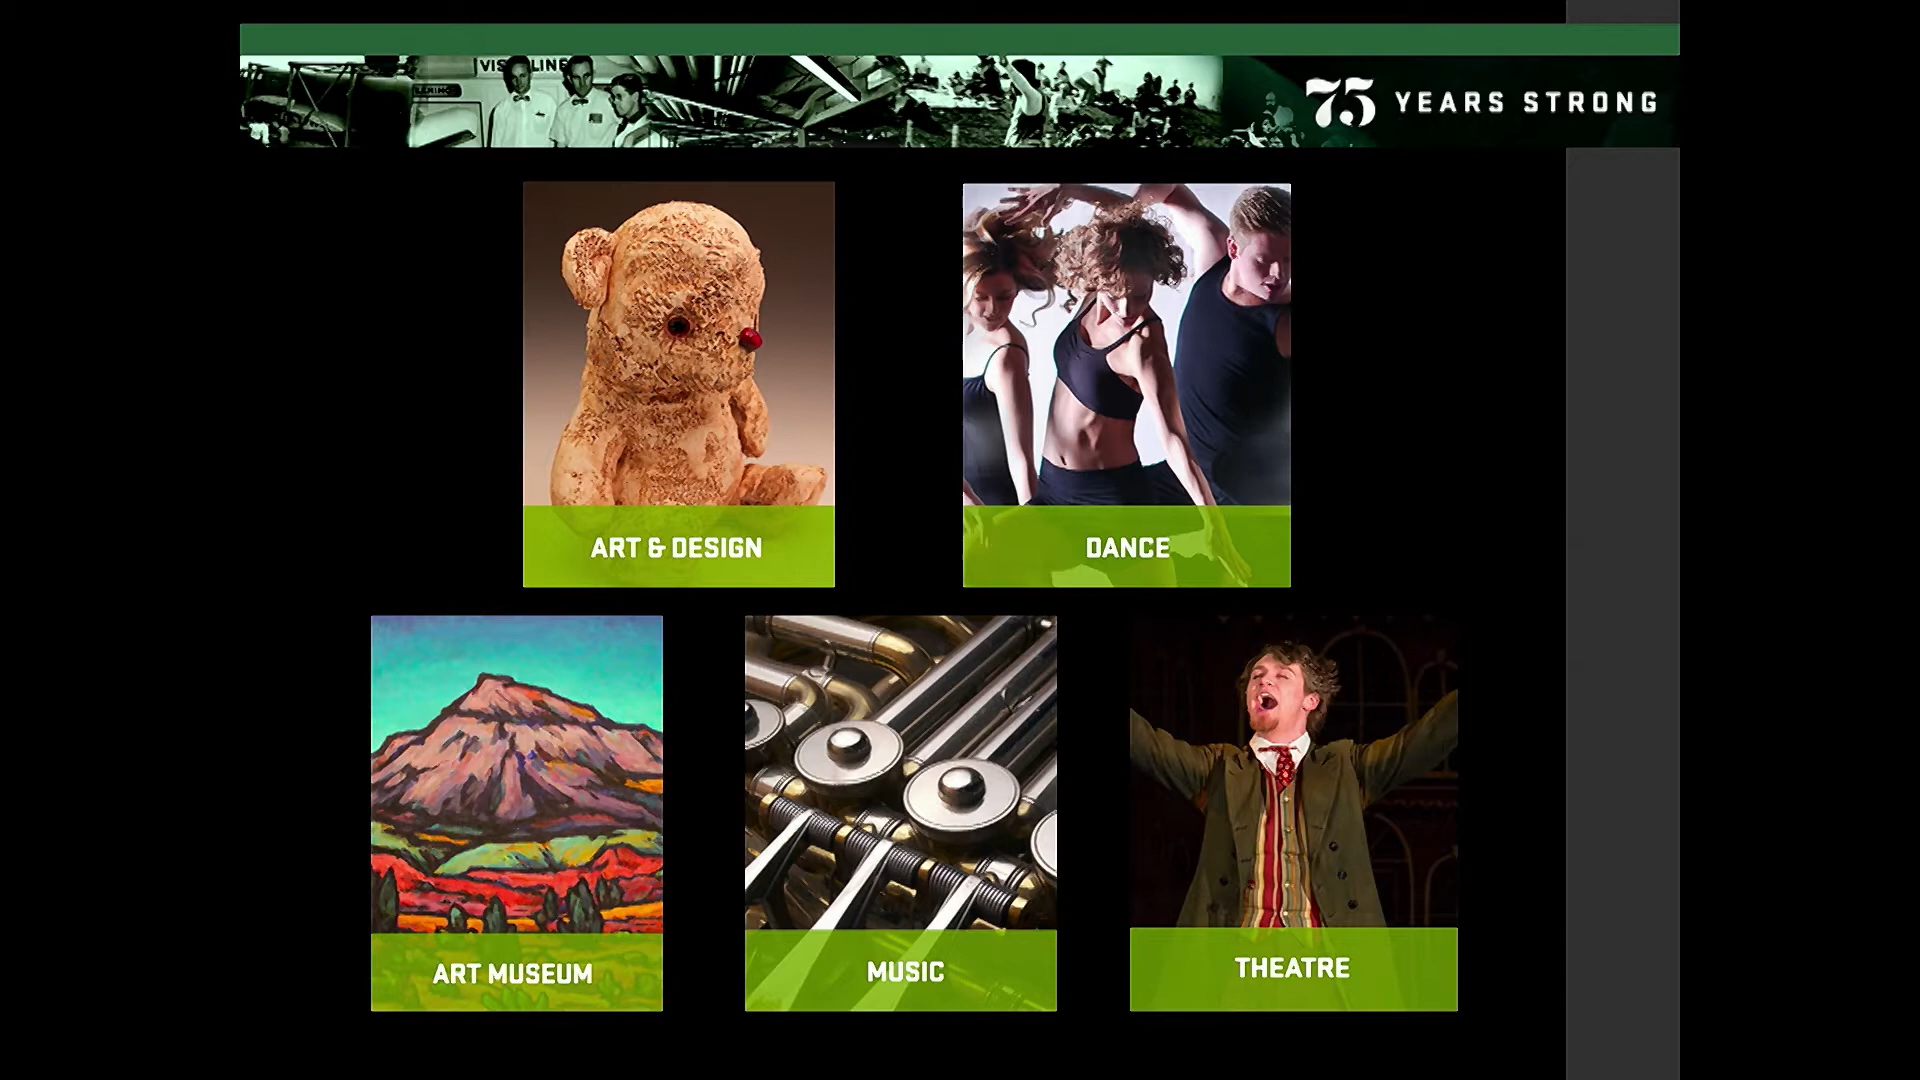 75 YEARS STRONG
ART & DESIGN
DANCE
ART MUSEUM
MUSIC
THEATRE